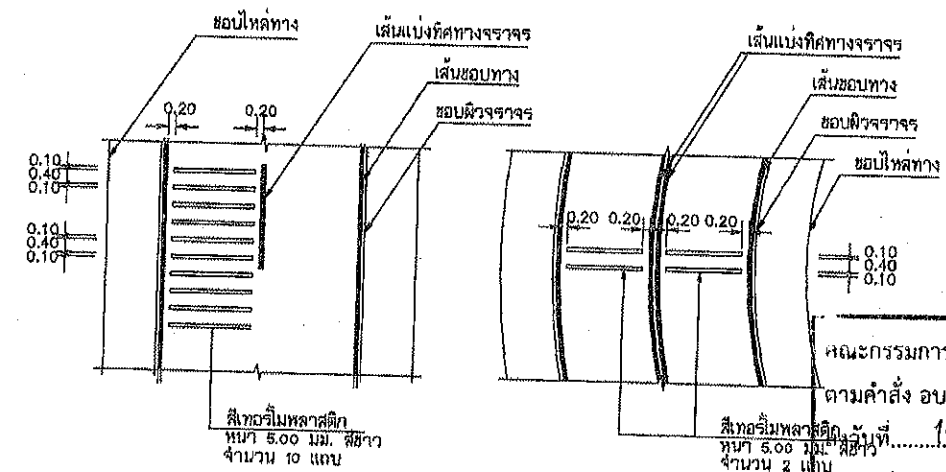 ขอบไหล่ทาง
เส้นแบ่งทิศทางจราจร
เส้นขอบทาง
ขอบผิวจราจร
0.20
0.20
0.10
0.40
0.10
0.10
0.40
0.10
สีเทอร์โมพลาสติก
หนา 5.00 มม. สีขาว
จำนวน 10 แถบ
เส้นแบ่งทิศทางจราจร
เส้นขอบทาง
ขอบผิวจราจร
ขอบไหล่ทาง
0.20 0.20 0.20 0.20
0.10
0.40
0.10
สีเทอร์โมพลาสติก
หนา 5.00 มม. สีขาว
จำนวน 2 แถบ
คณะกรรมการ
ตามคำสั่ง อบ